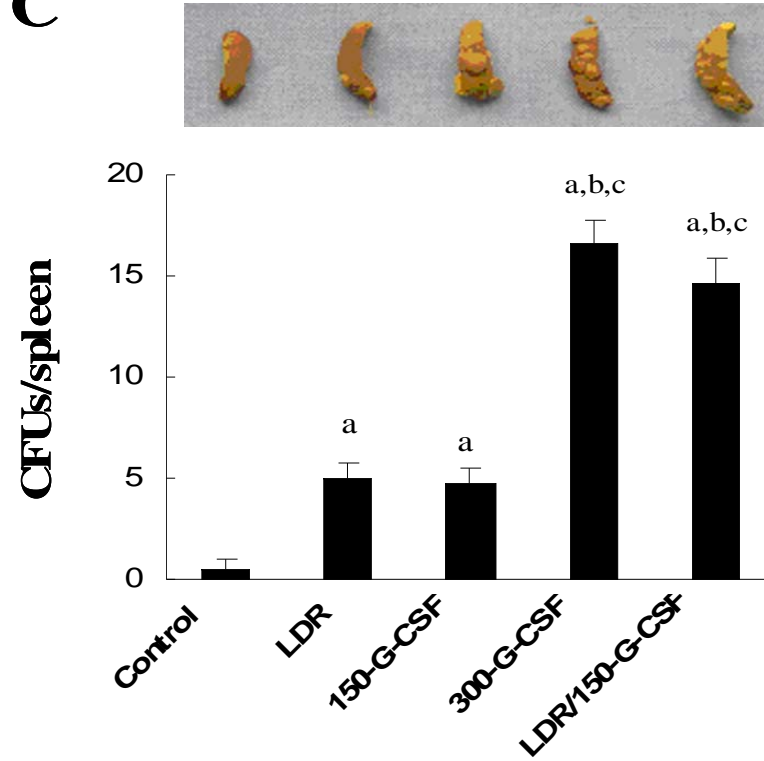 C
20
15
10
5
0
CFUs/spleen
a
a
a,b,c
a,b,c
Control
LDR
150-G-CSF
300-G-CSF
LDR/150-G-CSF